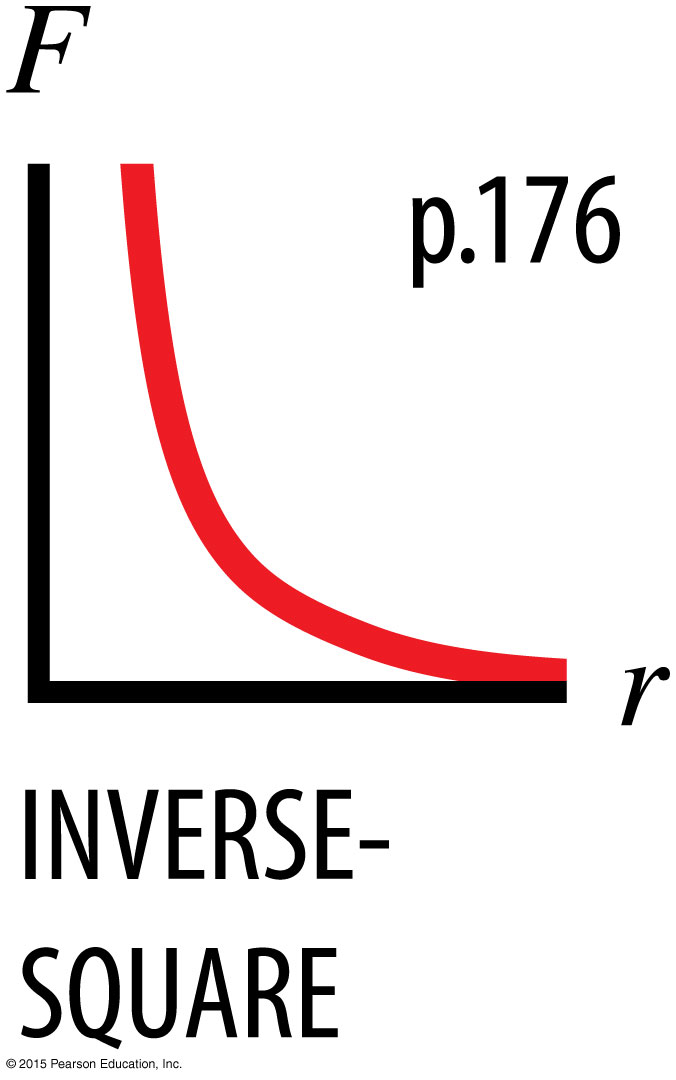 F
p.176
r
INVERSE-
SQUARE
© 2015 Pearson Education, Inc.